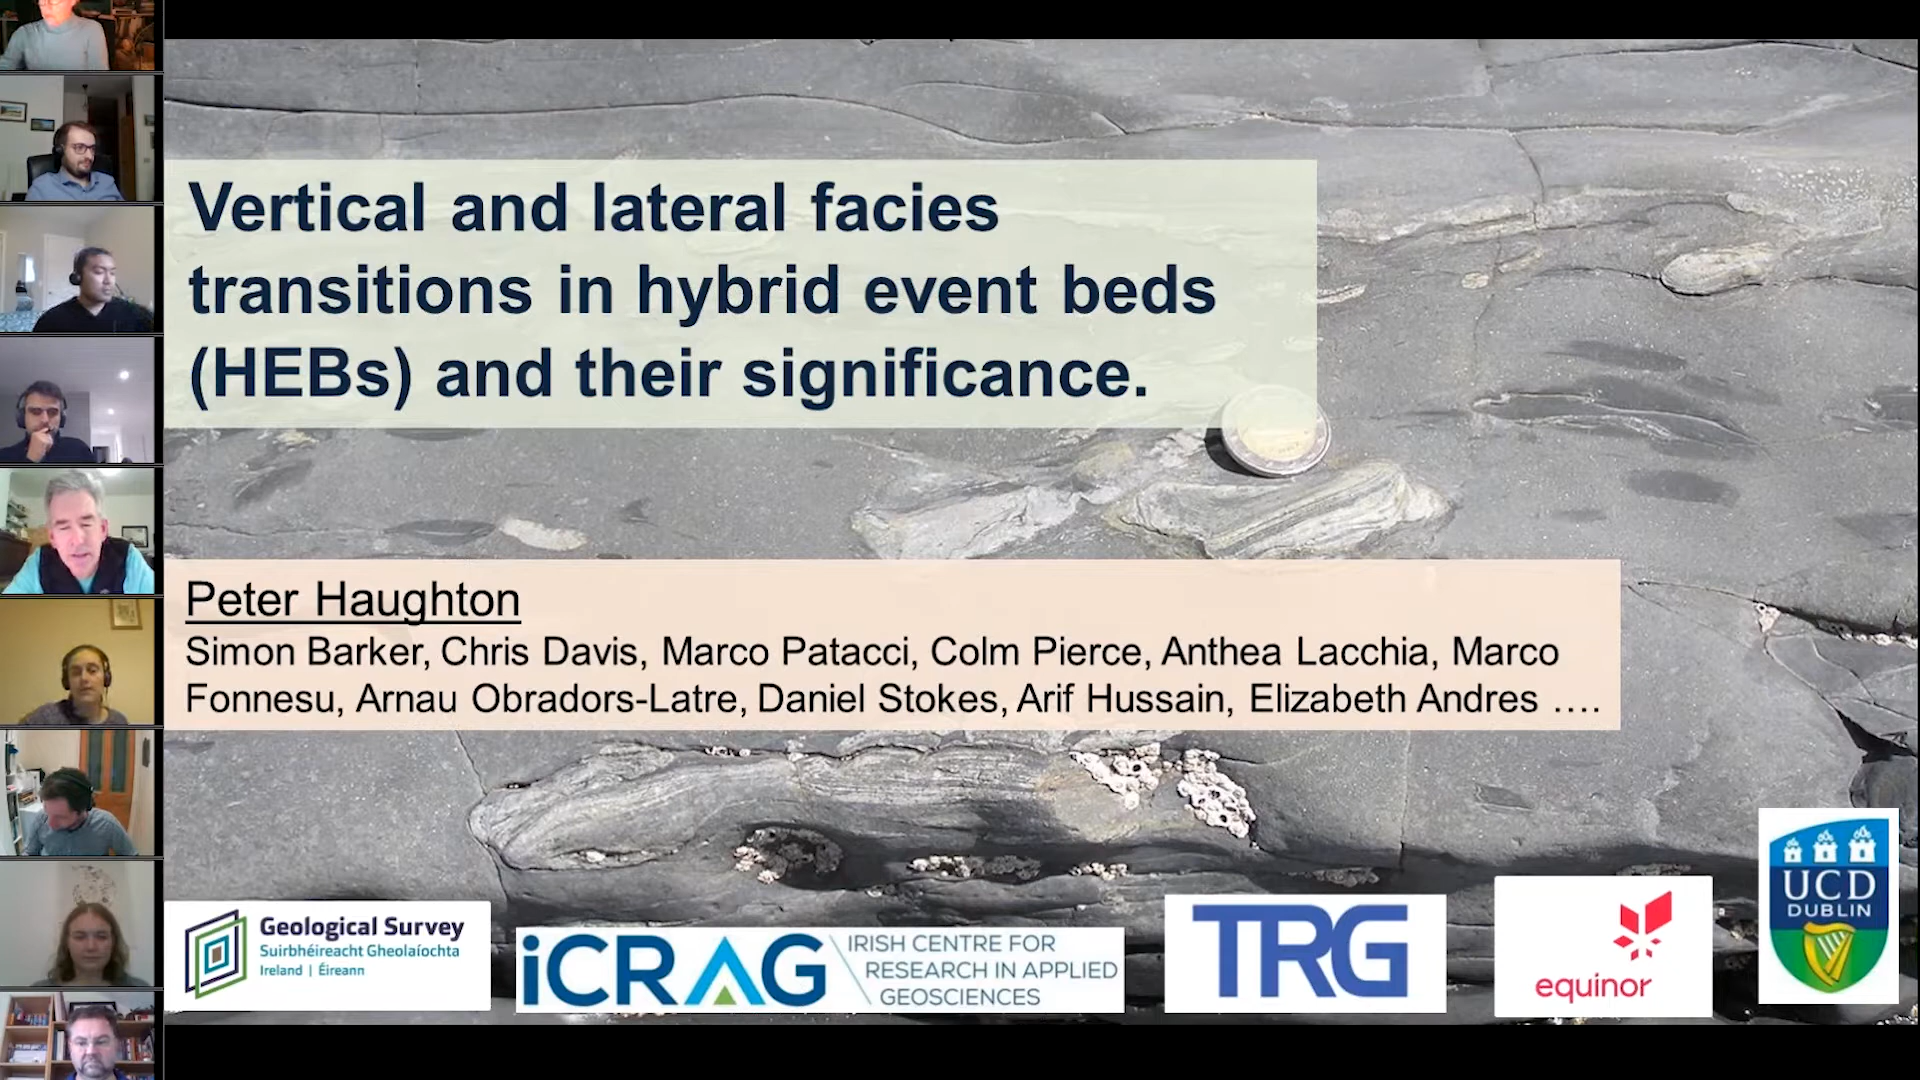 Vertical and lateral facies
transitions in hybrid event beds
(HEBs) and their significance.
Peter Haughton
Simon Barker, Chris Davis, Marco Patacci, Colm Pierce, Anthea Lacchia, Marco
Fonnesu, Arnau Obradors-Latre, Daniel Stokes, Arif Hussain, Elizabeth Andres ....
Geological Survey
Suirbhéireacht Gheolaíochta
Ireland | Éireann
iCRAG
IRISH CENTRE FOR
RESEARCH IN APPLIED
GEOSCIENCES
TRG
equinor
UCD
DUBLIN